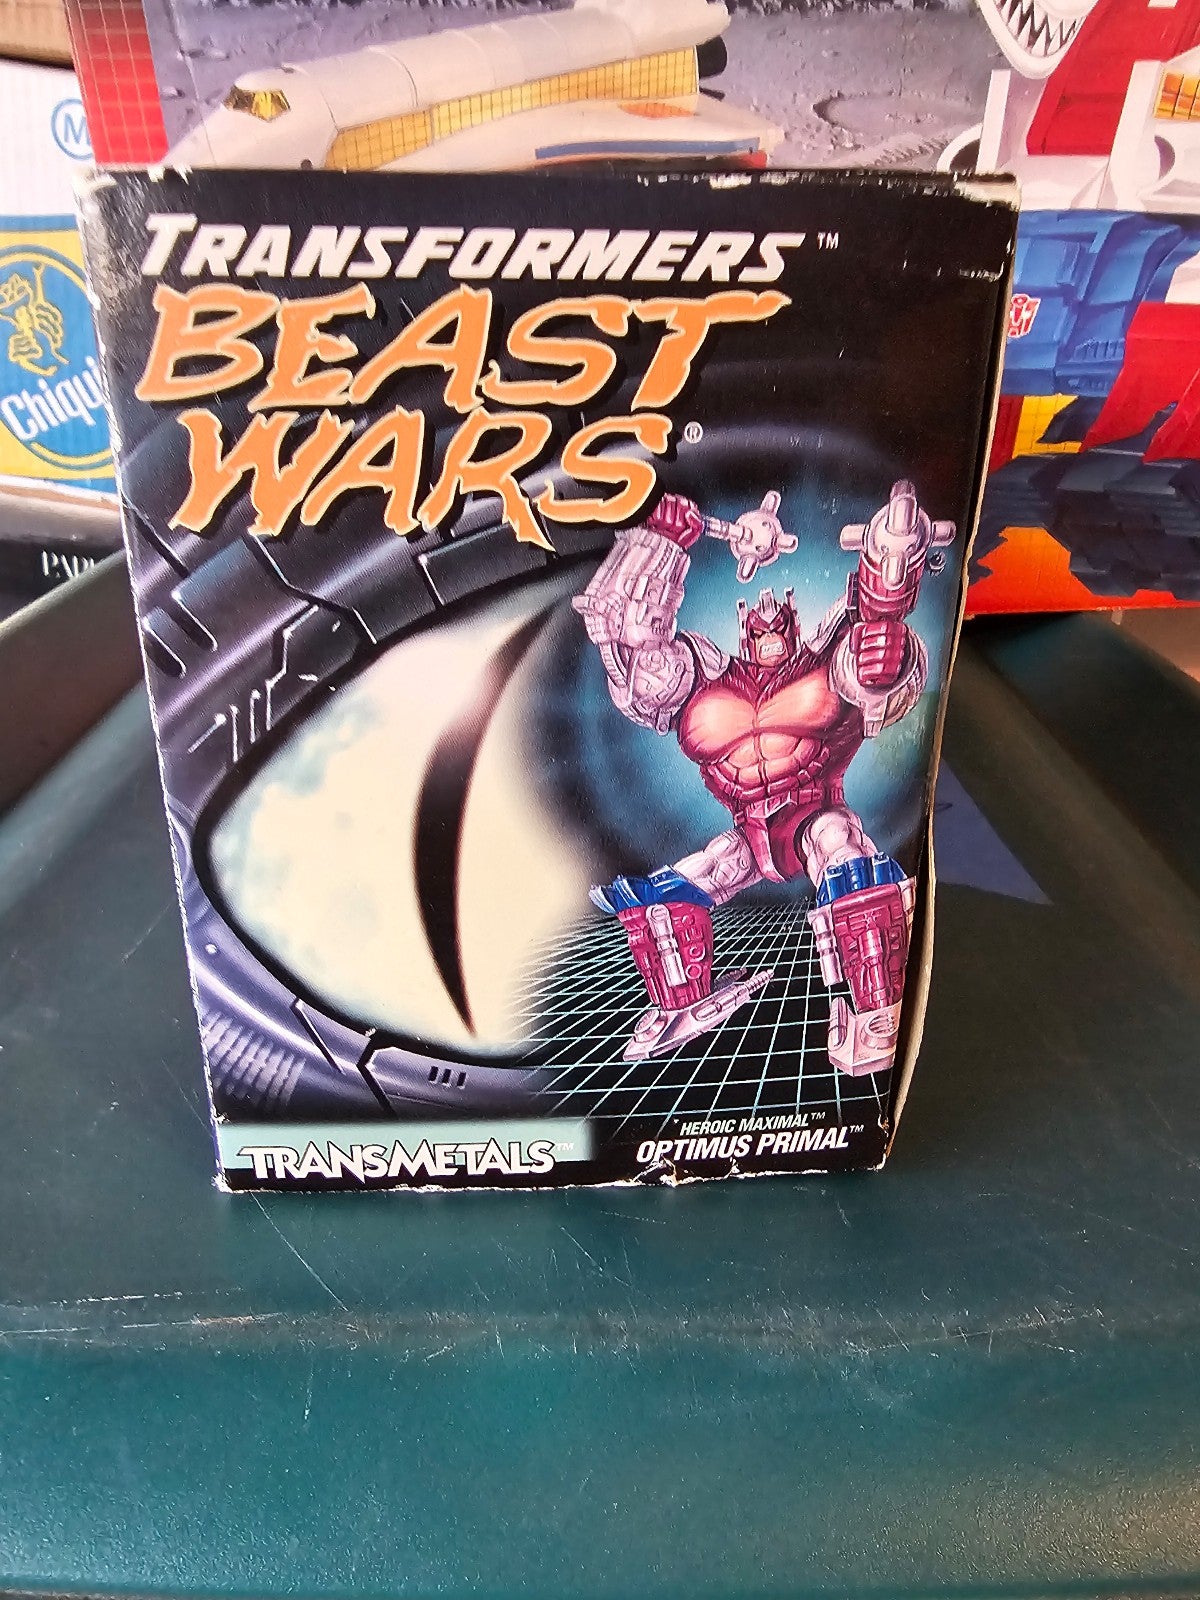 TRANSFORMERS™
BEAST
WARS®
TRANSMETALS™
HEROIC MAXIMAL™
OPTIMUS PRIMAL™
M